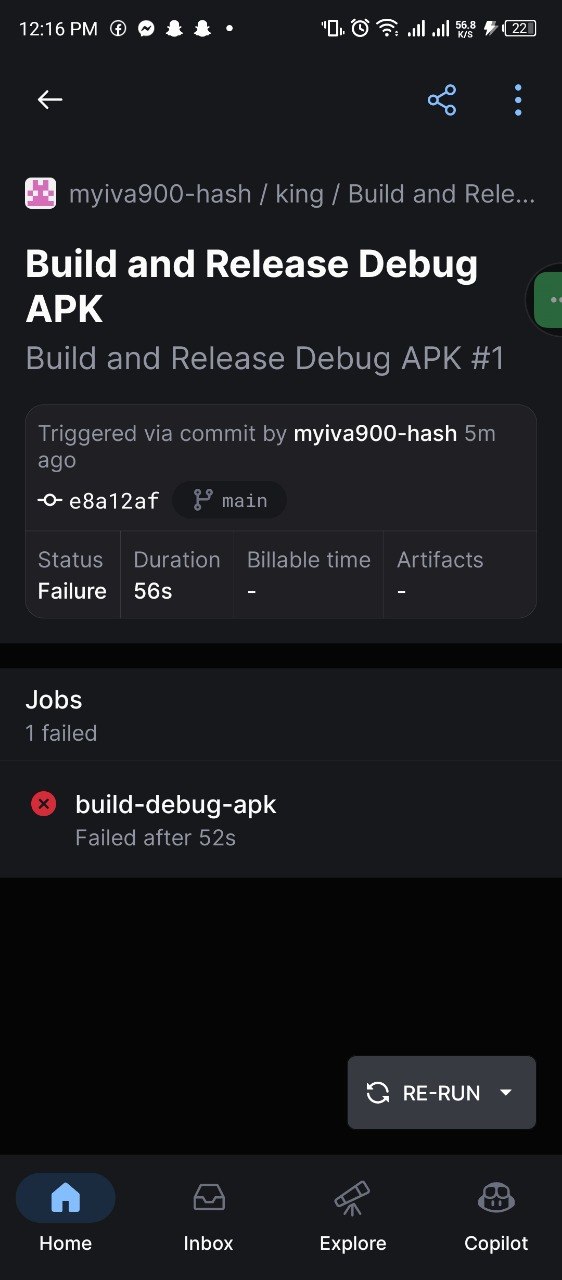 12:16 PM 56.8 K/S 22
myiva900-hash / king / Build and Rele...
Build and Release Debug
APK
Build and Release Debug APK #1
Triggered via commit by myiva900-hash 5m
ago
e8a12af main
Status Duration Billable time Artifacts
Failure 56s - -
Jobs
1 failed
build-debug-apk
Failed after 52s
RE-RUN
Home Inbox Explore Copilot